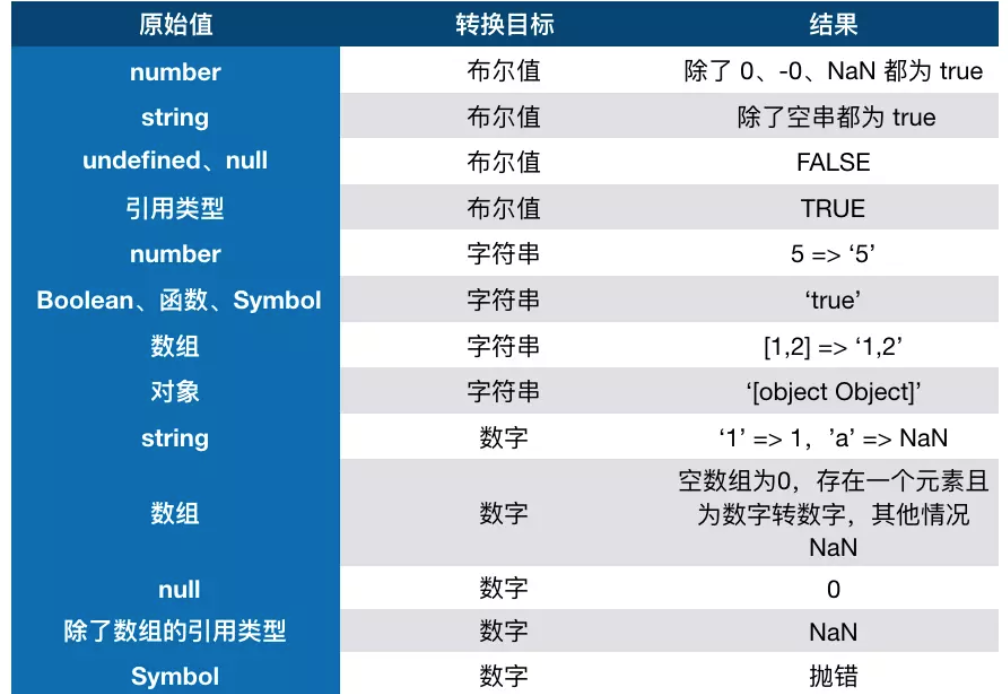 原始值 转换目标 结果
number 布尔值 除了 0、-0、NaN 都为 true
string 布尔值 除了空串都为 true
undefined、null 布尔值 FALSE
引用类型 布尔值 TRUE
number 字符串 5 => ‘5’
Boolean、函数、Symbol 字符串 ‘true’
数组 字符串 [1,2] => ‘1,2’
对象 字符串 ‘[object Object]’
string 数字 ‘1’ => 1，’a’ => NaN
数组 数字 空数组为0，存在一个元素且
为数字转数字，其他情况
NaN
null 数字 0
除了数组的引用类型 数字 NaN
Symbol 数字 抛错